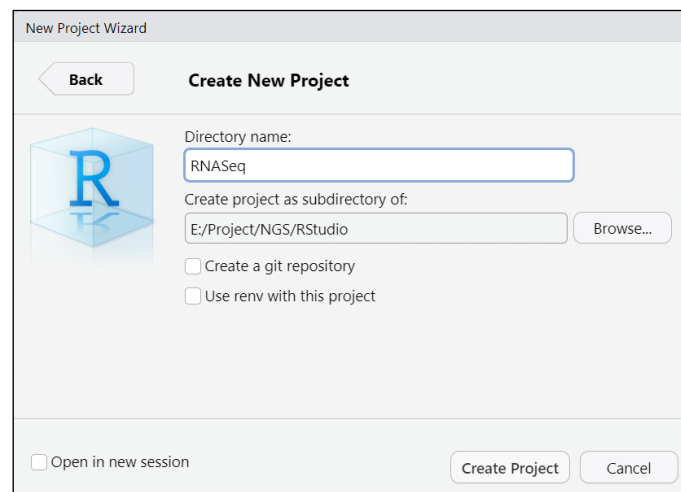 New Project Wizard
Back
Create New Project
R
Directory name:
RNASeq
Create project as subdirectory of:
E:/Project/NGS/RStudio
Browse...
Create a git repository
Use renv with this project
Open in new session
Create Project
Cancel